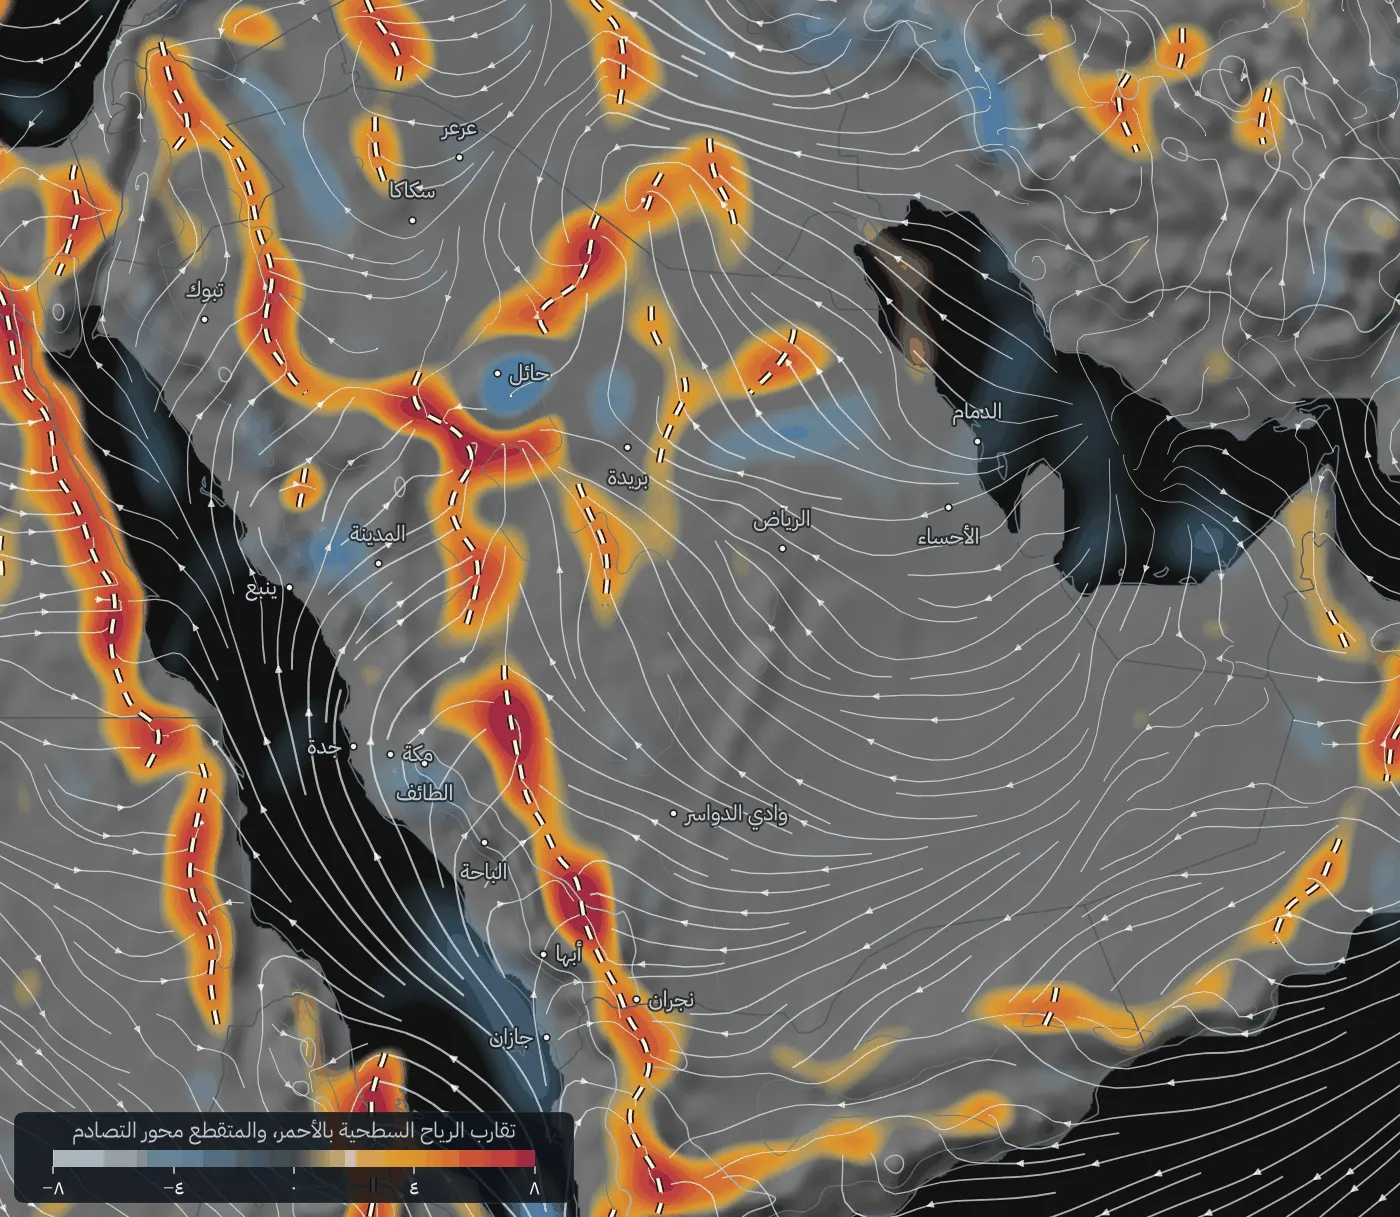 عرعر
سكاكا
تبوك
حائل
الدمام
بريدة
الرياض
الأحساء
المدينة
ينبع
جدة
مكة
الطائف
وادي الدواسر
الباحة
أبها
نجران
جازان
تقارب الرياح السطحية بالأحمر، والمتقطع محور التصادم
−٨ −٤ ٠ ٤ ٨